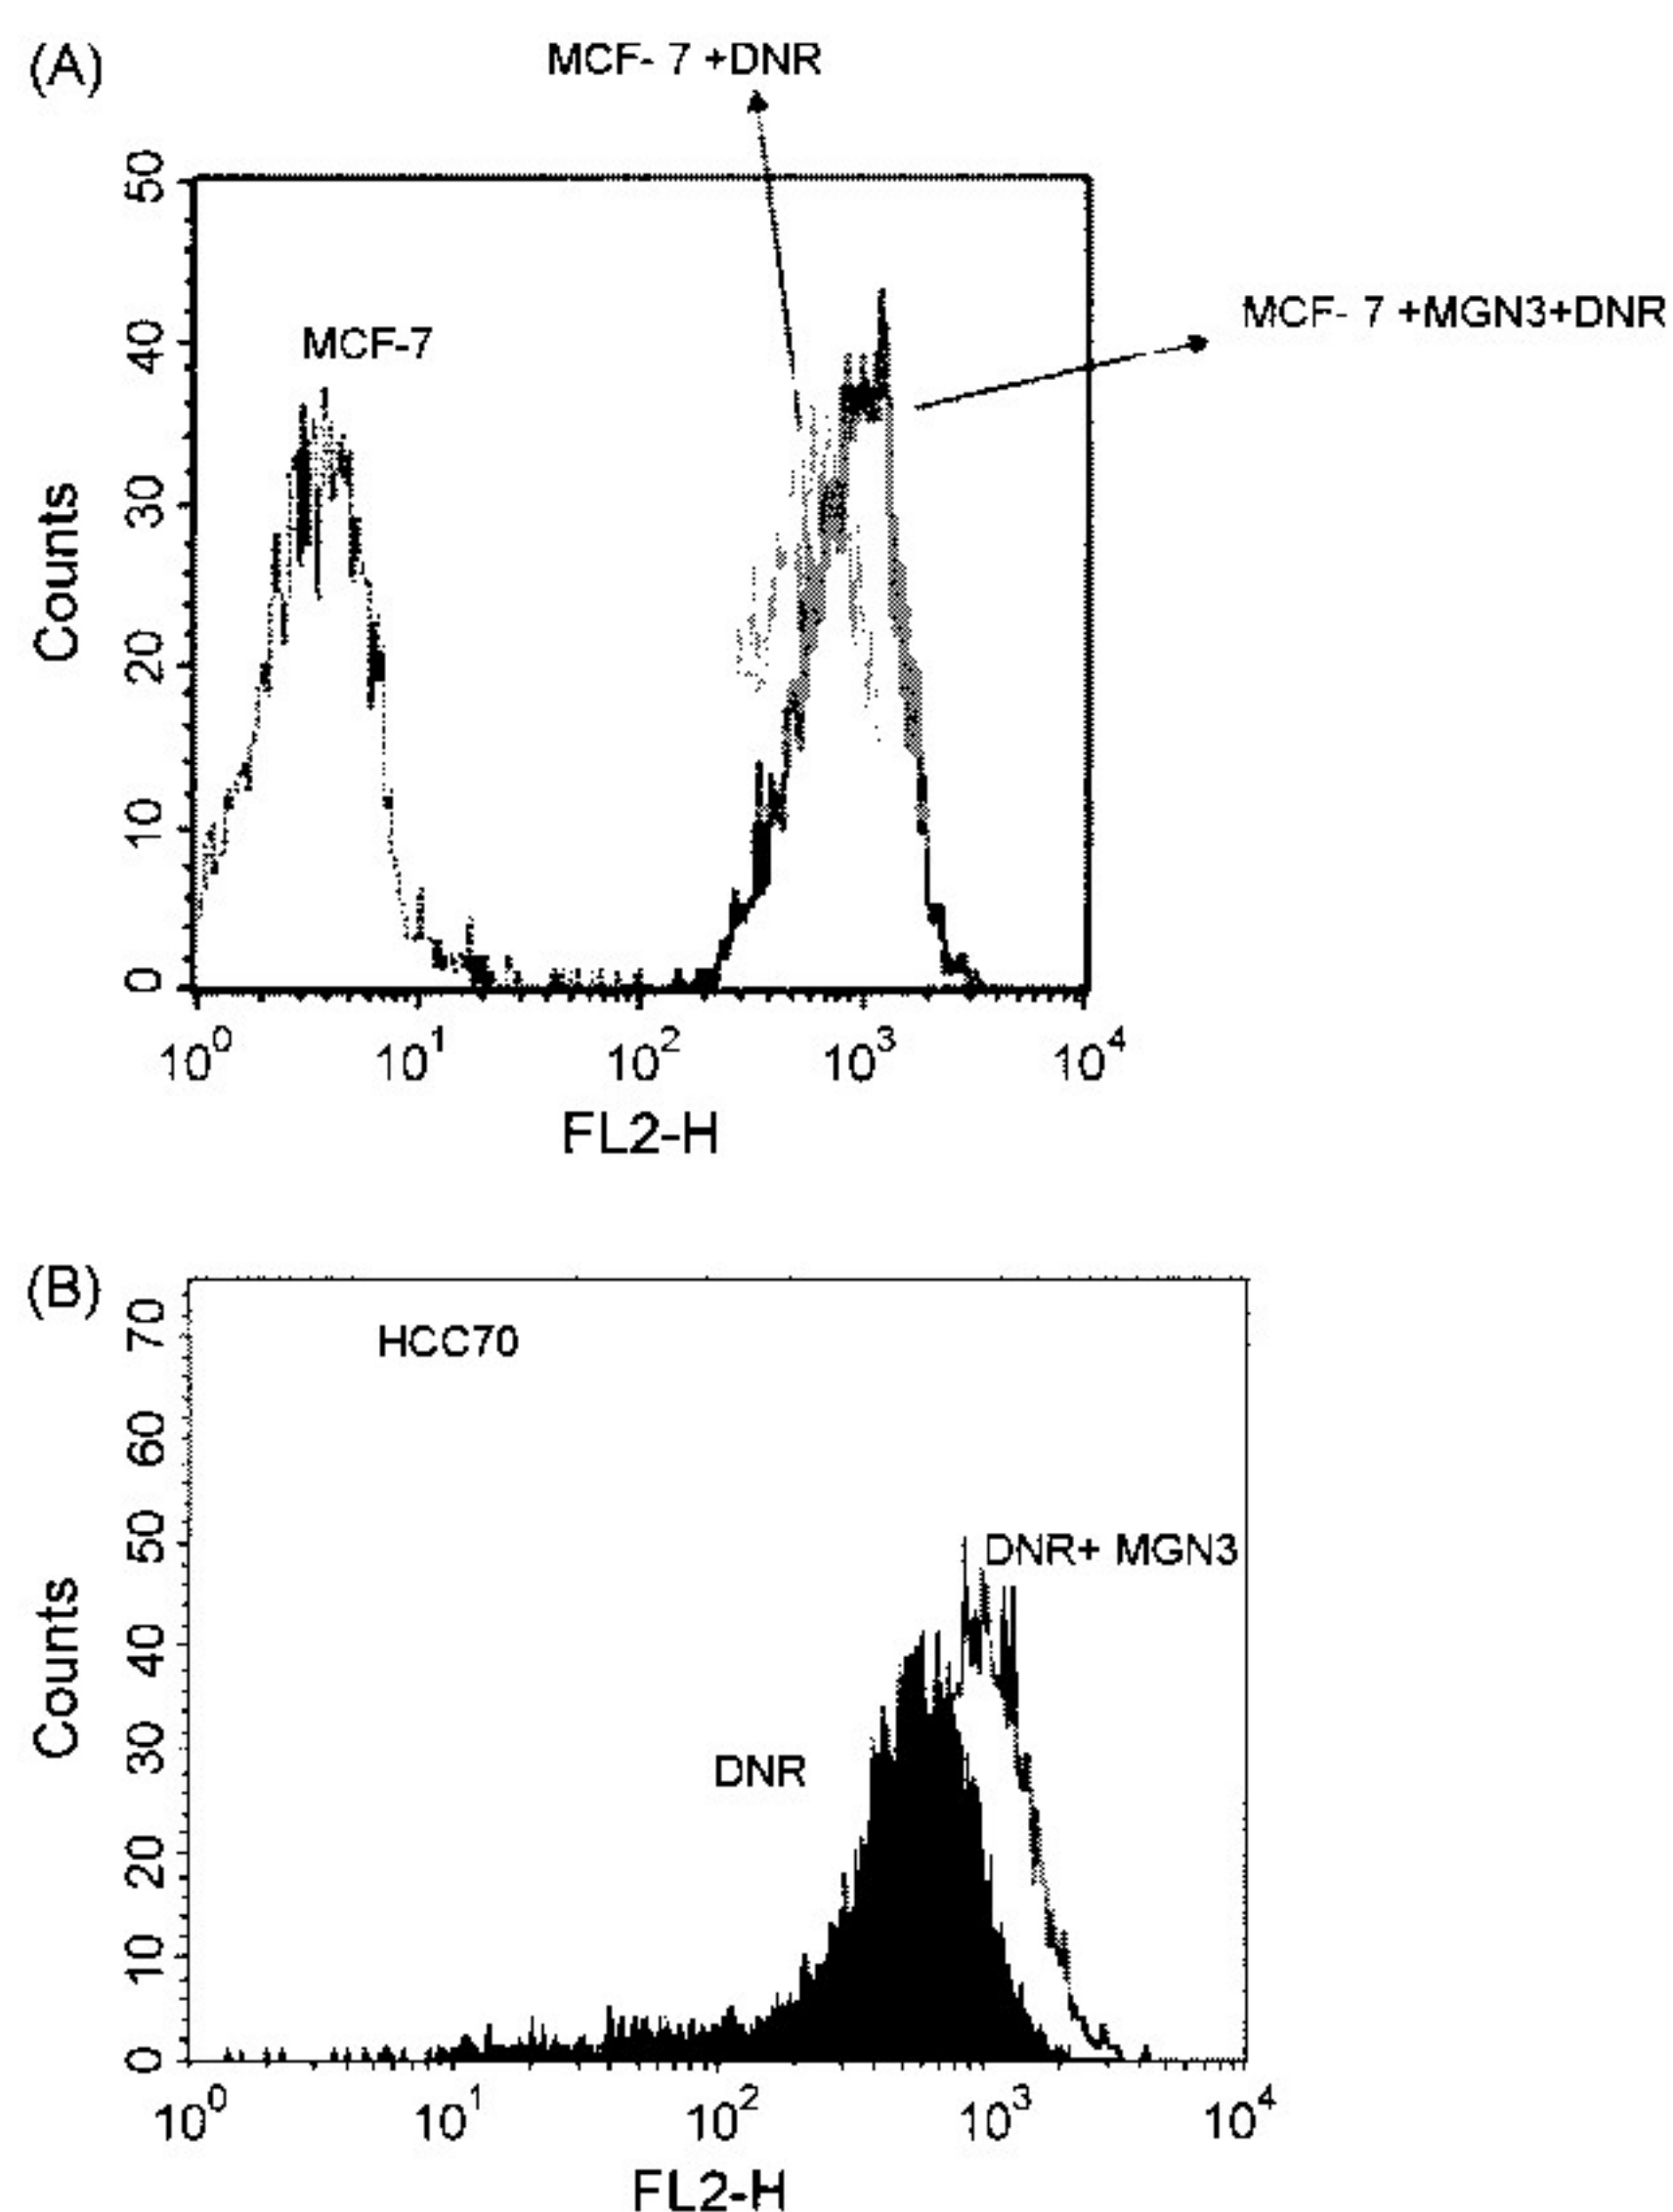 (A)
MCF- 7 +DNR
MCF- 7 +MGN3+DNR
MCF-7
50
40
30
20
10
0
Counts
10^0 10^1 10^2 10^3 10^4
FL2-H
(B)
HCC70
DNR+ MGN3
DNR
70
60
50
40
30
20
10
0
Counts
10^0 10^1 10^2 10^3 10^4
FL2-H